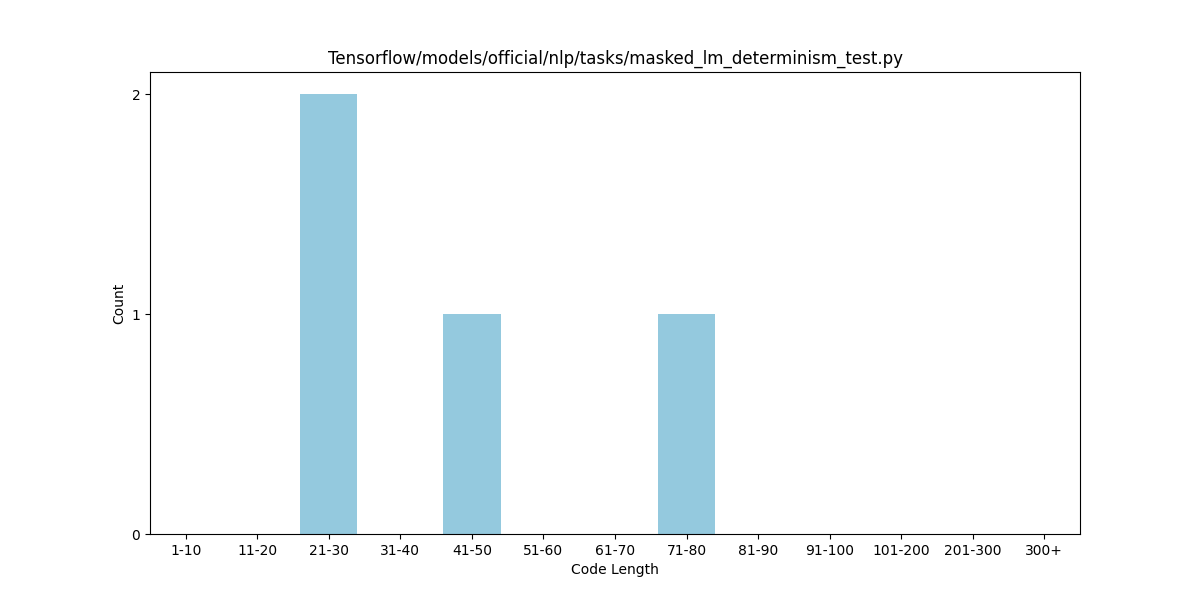 Tensorflow/models/official/nlp/tasks/masked_lm_determinism_test.py
2
1
0
Count
1-10 11-20 21-30 31-40 41-50 51-60 61-70 71-80 81-90 91-100 101-200 201-300 300+
Code Length